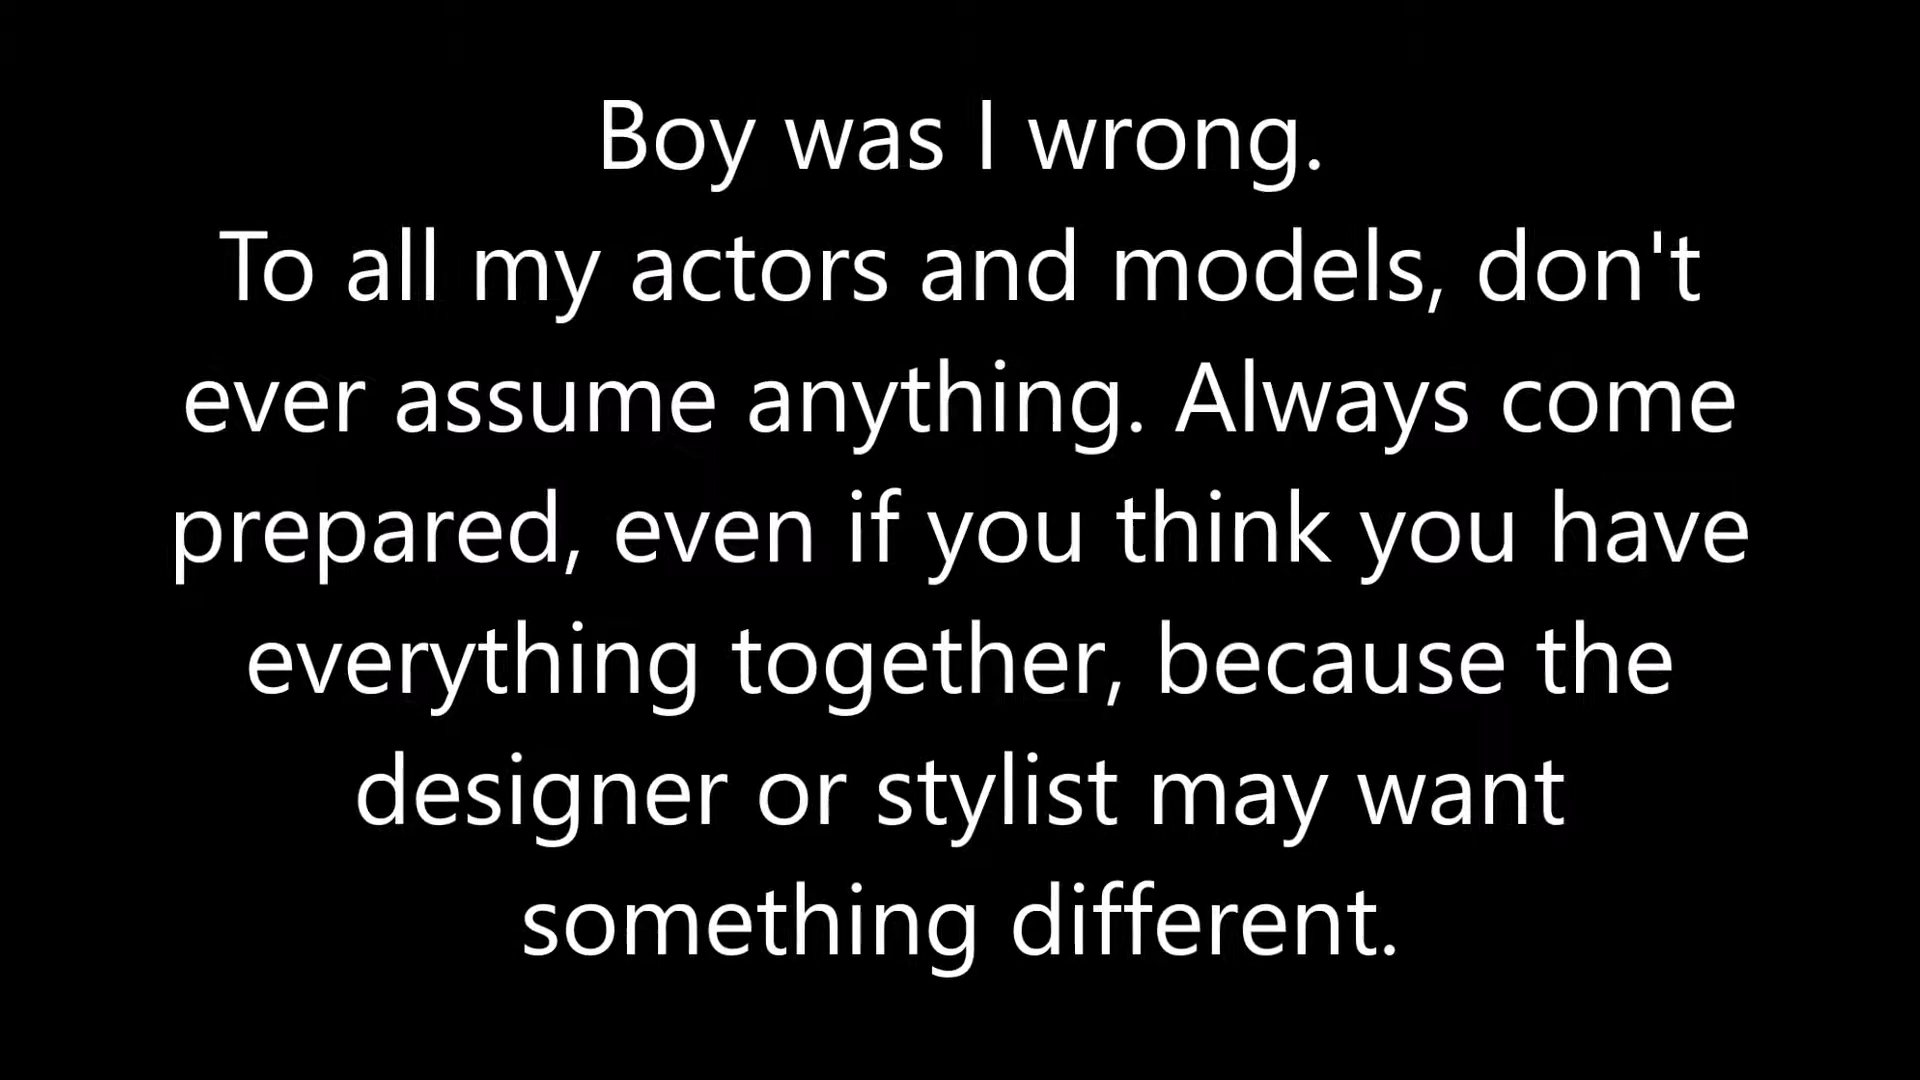 Boy was I wrong.
To all my actors and models, don't
ever assume anything. Always come
prepared, even if you think you have
everything together, because the
designer or stylist may want
something different.